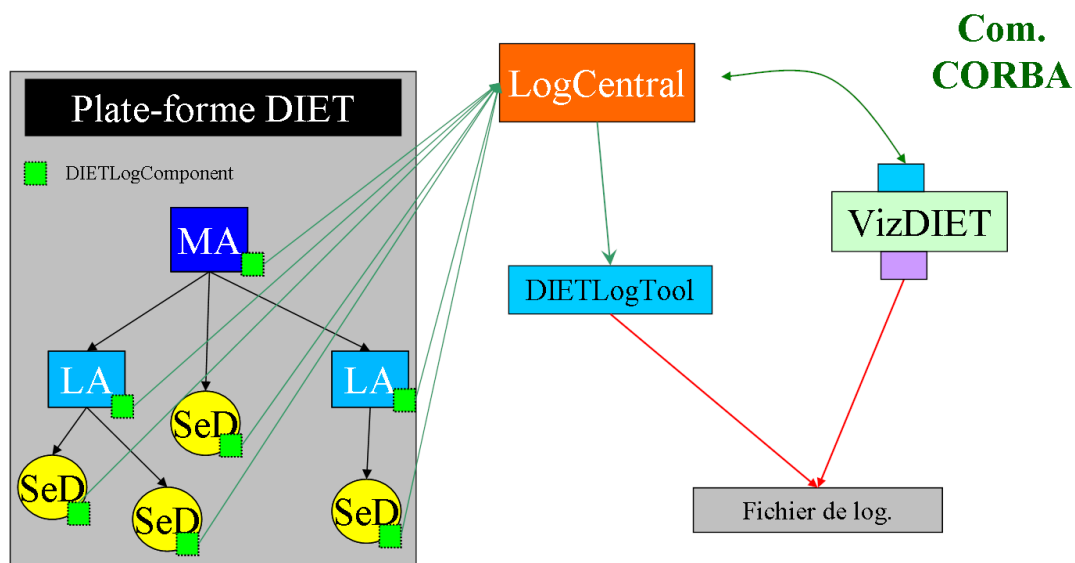 Com.
CORBA
LogCentral
Plate-forme DIET
DIETLogComponent
MA
VizDIET
DIETLogTool
LA
LA
SeD
SeD
SeD
SeD
Fichier de log.